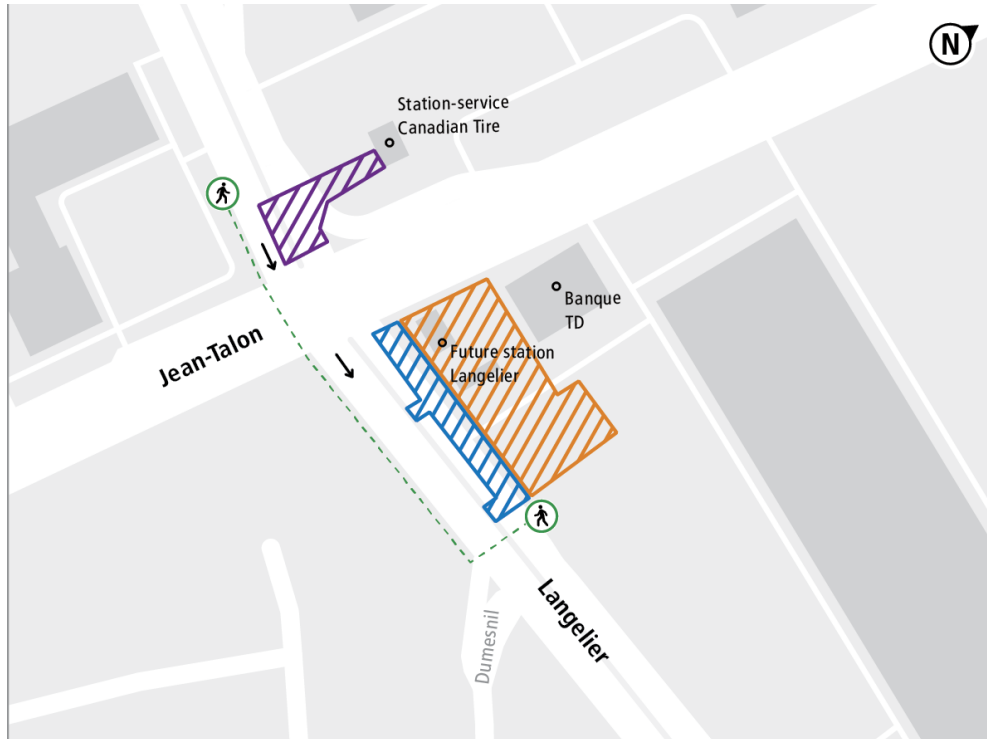 N
Station-service
Canadian Tire
Banque
TD
Jean-Talon
Future station
Langelier
Langelier
Dumesnil